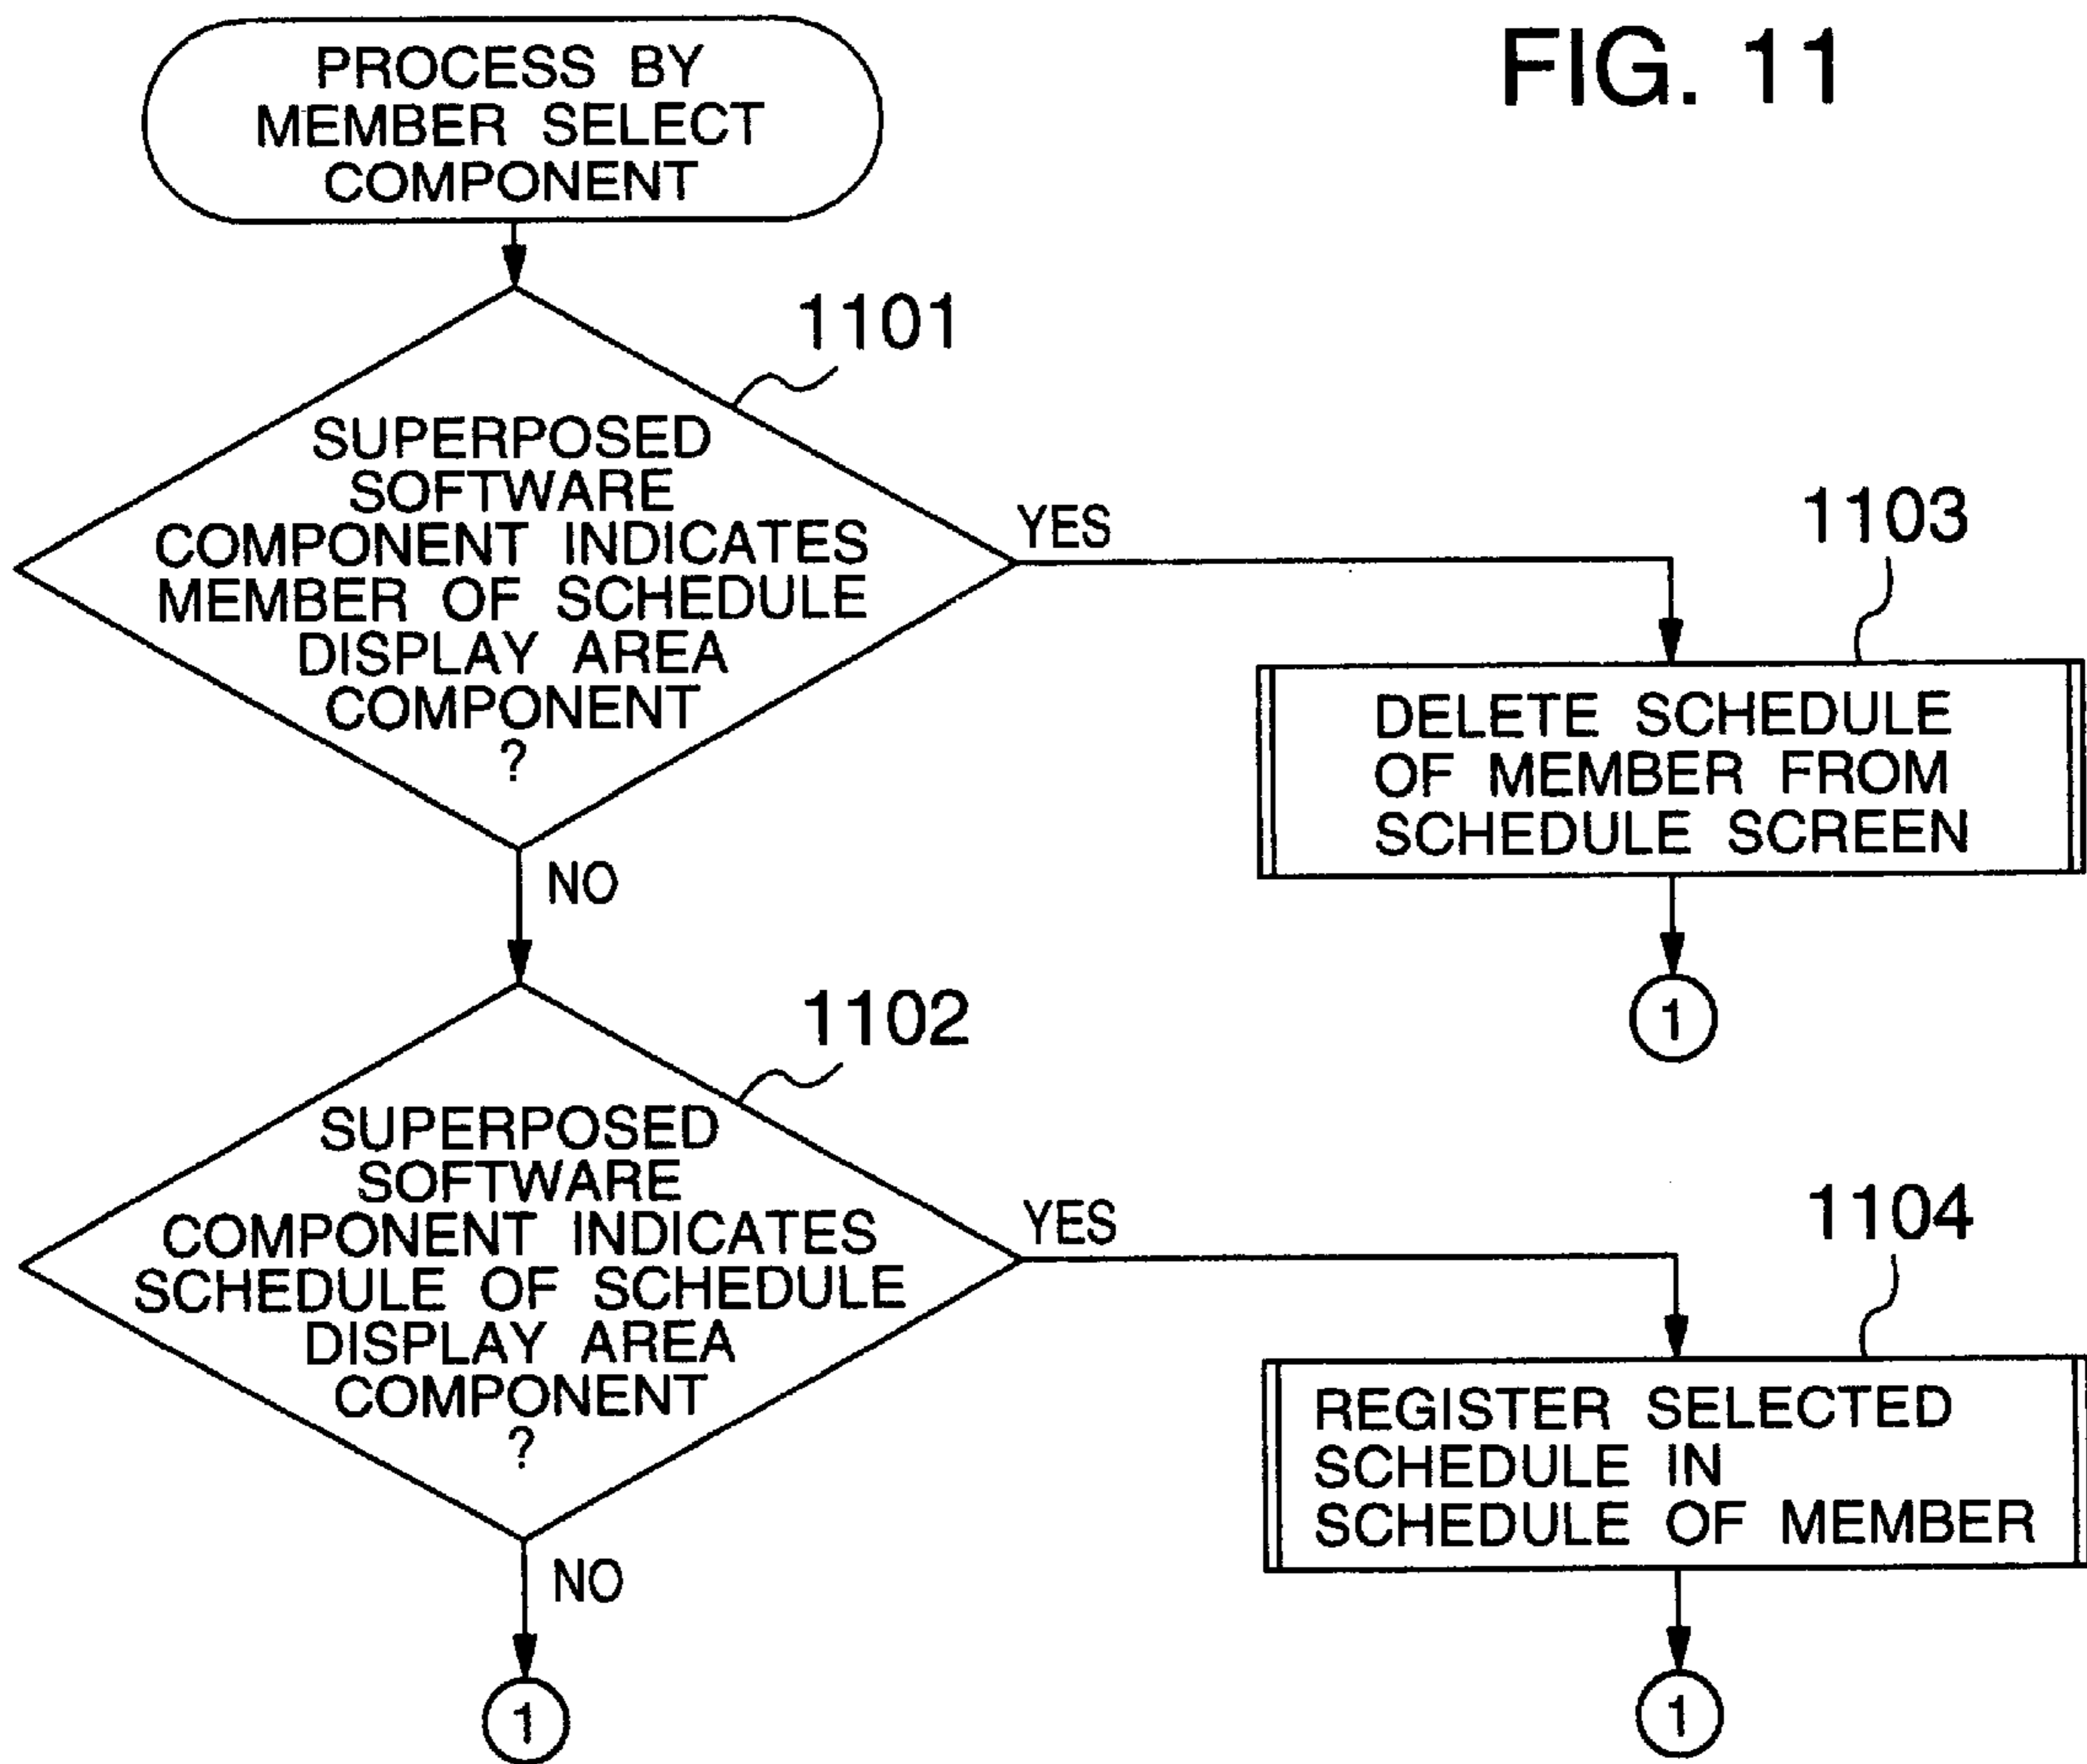 FIG. 11
PROCESS BY
MEMBER SELECT
COMPONENT
1101
SUPERPOSED
SOFTWARE
COMPONENT INDICATES
MEMBER OF SCHEDULE
DISPLAY AREA
COMPONENT
?
YES
NO
1103
DELETE SCHEDULE
OF MEMBER FROM
SCHEDULE SCREEN
1
1102
SUPERPOSED
SOFTWARE
COMPONENT INDICATES
SCHEDULE OF SCHEDULE
DISPLAY AREA
COMPONENT
?
YES
NO
1
1104
REGISTER SELECTED
SCHEDULE IN
SCHEDULE OF MEMBER
1